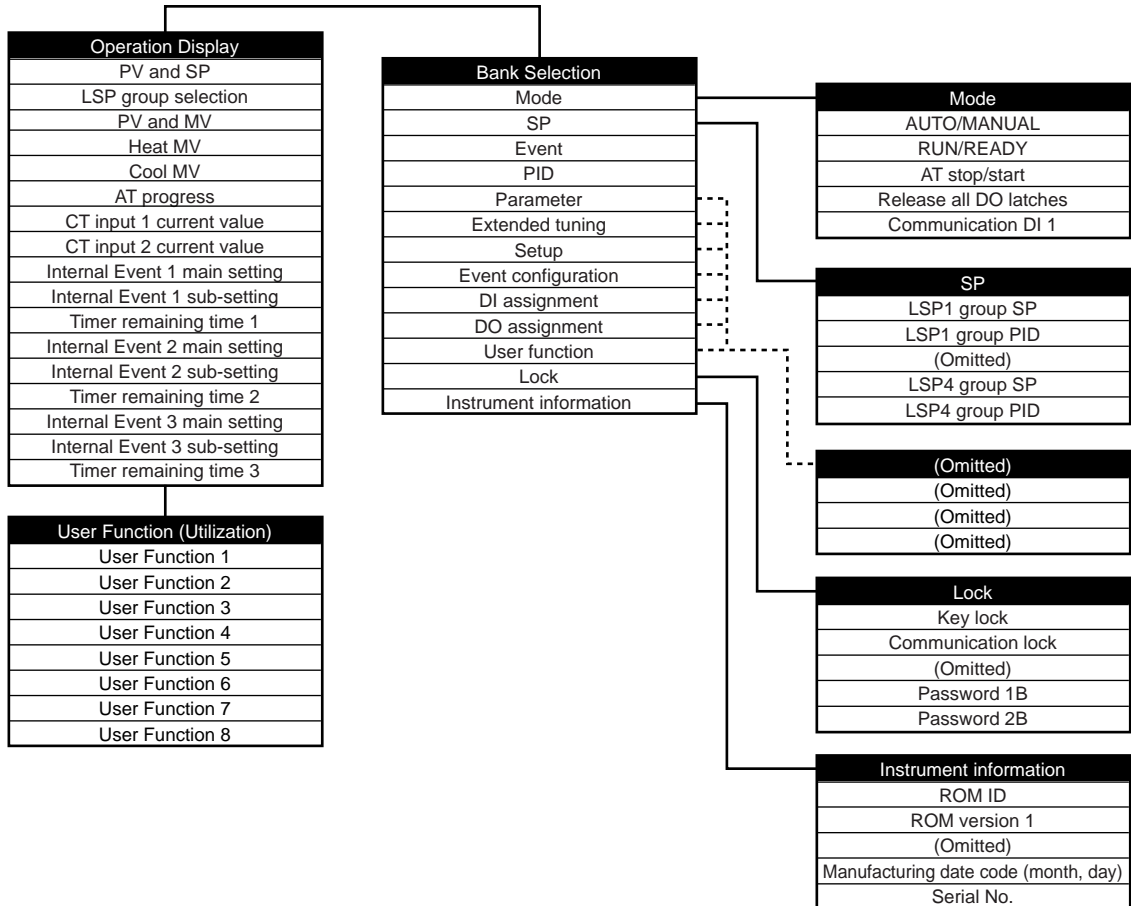 Operation Display
PV and SP
LSP group selection
PV and MV
Heat MV
Cool MV
AT progress
CT input 1 current value
CT input 2 current value
Internal Event 1 main setting
Internal Event 1 sub-setting
Timer remaining time 1
Internal Event 2 main setting
Internal Event 2 sub-setting
Timer remaining time 2
Internal Event 3 main setting
Internal Event 3 sub-setting
Timer remaining time 3
User Function (Utilization)
User Function 1
User Function 2
User Function 3
User Function 4
User Function 5
User Function 6
User Function 7
User Function 8
Bank Selection
Mode
SP
Event
PID
Parameter
Extended tuning
Setup
Event configuration
DI assignment
DO assignment
User function
Lock
Instrument information
Mode
AUTO/MANUAL
RUN/READY
AT stop/start
Release all DO latches
Communication DI 1
SP
LSP1 group SP
LSP1 group PID
(Omitted)
LSP4 group SP
LSP4 group PID
(Omitted)
(Omitted)
(Omitted)
(Omitted)
Lock
Key lock
Communication lock
(Omitted)
Password 1B
Password 2B
Instrument information
ROM ID
ROM version 1
(Omitted)
Manufacturing date code (month, day)
Serial No.